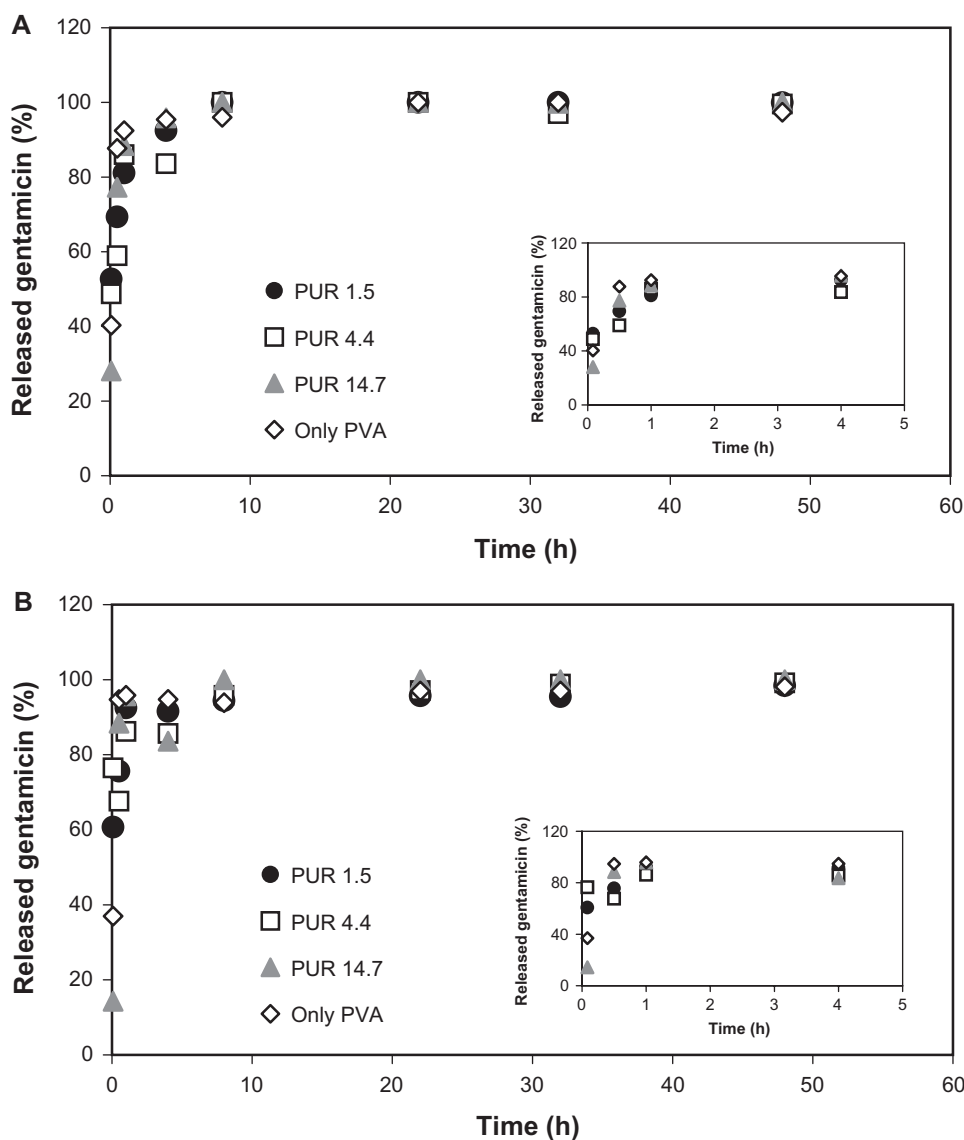 A
120
100
80
60
40
20
0
Released gentamicin (%)
PUR 1.5
PUR 4.4
PUR 14.7
Only PVA
120
80
40
0
Released gentamicin (%)
0 1 2 3 4 5
Time (h)
0 10 20 30 40 50 60
Time (h)
B
120
100
80
60
40
20
0
Released gentamicin (%)
PUR 1.5
PUR 4.4
PUR 14.7
Only PVA
120
80
40
0
Released gentamicin (%)
0 1 2 3 4 5
Time (h)
0 10 20 30 40 50 60
Time (h)